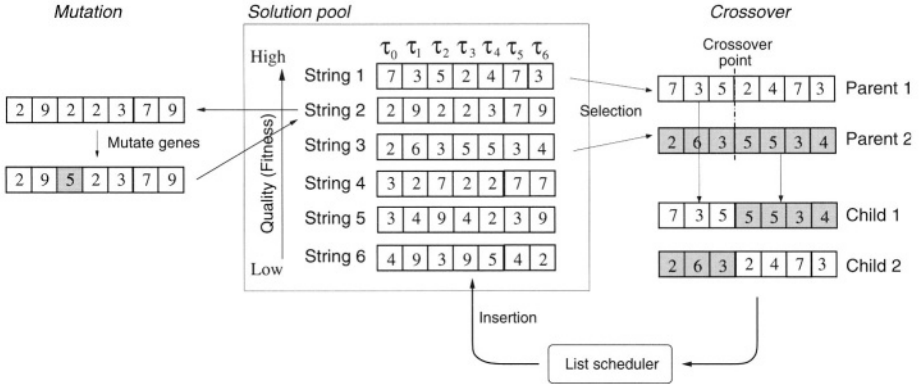 Mutation
Solution pool
Crossover
τ0 τ1 τ2 τ3 τ4 τ5 τ6
High
Crossover
point
String 1 7 3 5 2 4 7 3
7 3 5 2 4 7 3 Parent 1
2 9 2 2 3 7 9
String 2 2 9 2 2 3 7 9
Selection
Mutate genes
Quality (Fitness)
String 3 2 6 3 5 5 3 4
2 6 3 5 5 3 4 Parent 2
2 9 5 2 3 7 9
String 4 3 2 7 2 2 7 7
String 5 3 4 9 4 2 3 9
7 3 5 5 5 3 4 Child 1
String 6 4 9 3 9 5 4 2
Low
2 6 3 2 4 7 3 Child 2
Insertion
List scheduler